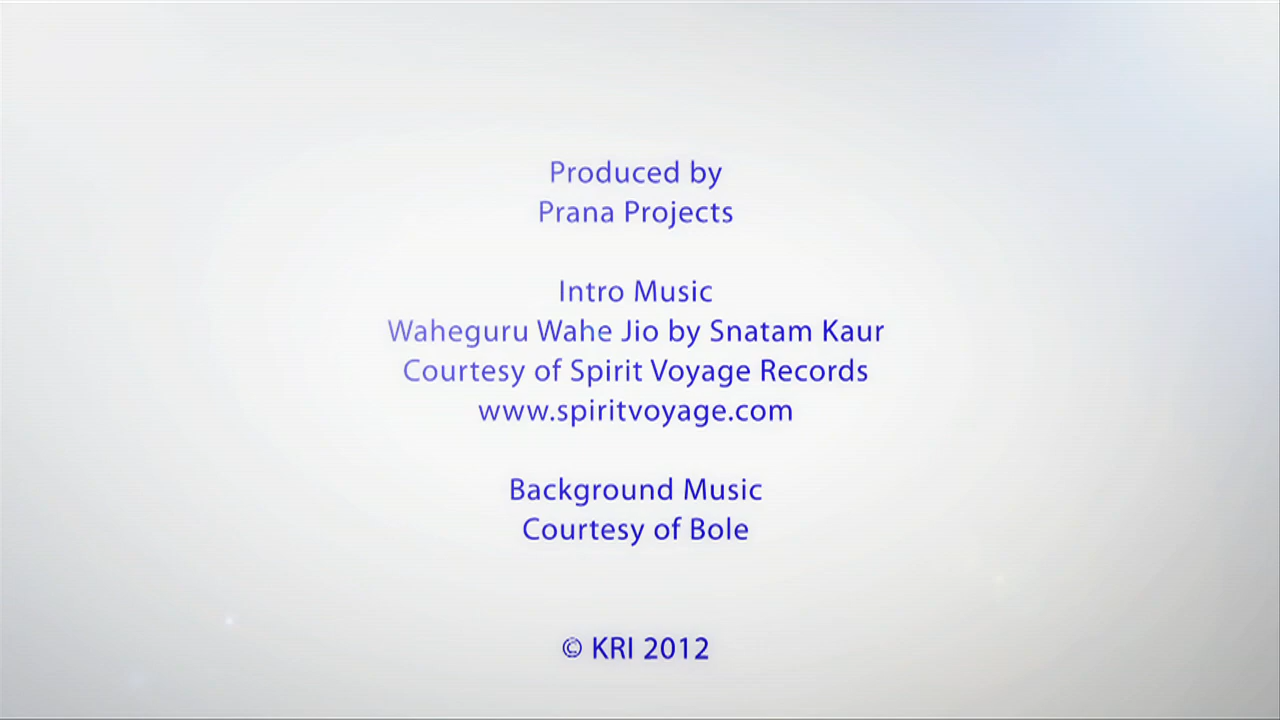 Produced by
Prana Projects
Intro Music
Waheguru Wahe Jio by Snatam Kaur
Courtesy of Spirit Voyage Records
www.spiritvoyage.com
Background Music
Courtesy of Bole
© KRI 2012